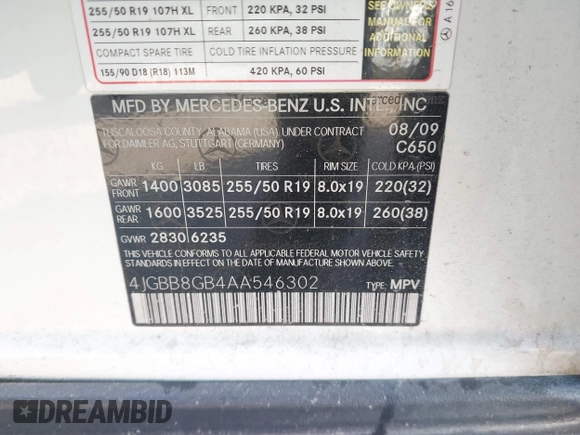 255/50 R19 107H XL FRONT 220 KPA, 32 PSI
255/50 R19 107H XL REAR 260 KPA, 38 PSI
COMPACT SPARE TIRE COLD TIRE INFLATION PRESSURE
155/90 D18 (R18) 113M 420 KPA, 60 PSI
SEE OWNER'S
MANUAL FOR
ADDITIONAL
INFORMATION
A 16
MFD BY MERCEDES-BENZ U.S. INT'L, INC
TUSCALOOSA COUNTY, ALABAMA (USA), UNDER CONTRACT 08/09
FOR DAIMLER AG, STUTTGART (GERMANY) C650
KG LB TIRES RIM SIZE COLD KPA (PSI)
GAWR FRONT 1400 3085 255/50 R19 8.0x19 220(32)
GAWR REAR 1600 3525 255/50 R19 8.0x19 260(38)
GVWR 2830 6235
THIS VEHICLE CONFORMS TO ALL APPLICABLE FEDERAL MOTOR VEHICLE SAFETY
STANDARDS IN EFFECT ON THE DATE OF MANUFACTURE SHOWN ABOVE.
4JGBB8GB4AA546302 TYPE: MPV
DREAMBID